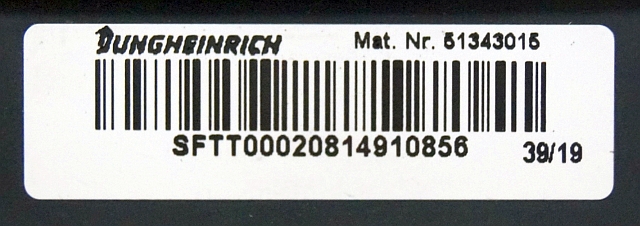 JUNGHEINRICH Mat. Nr. 51343015
SFTT00020814910856
39/19